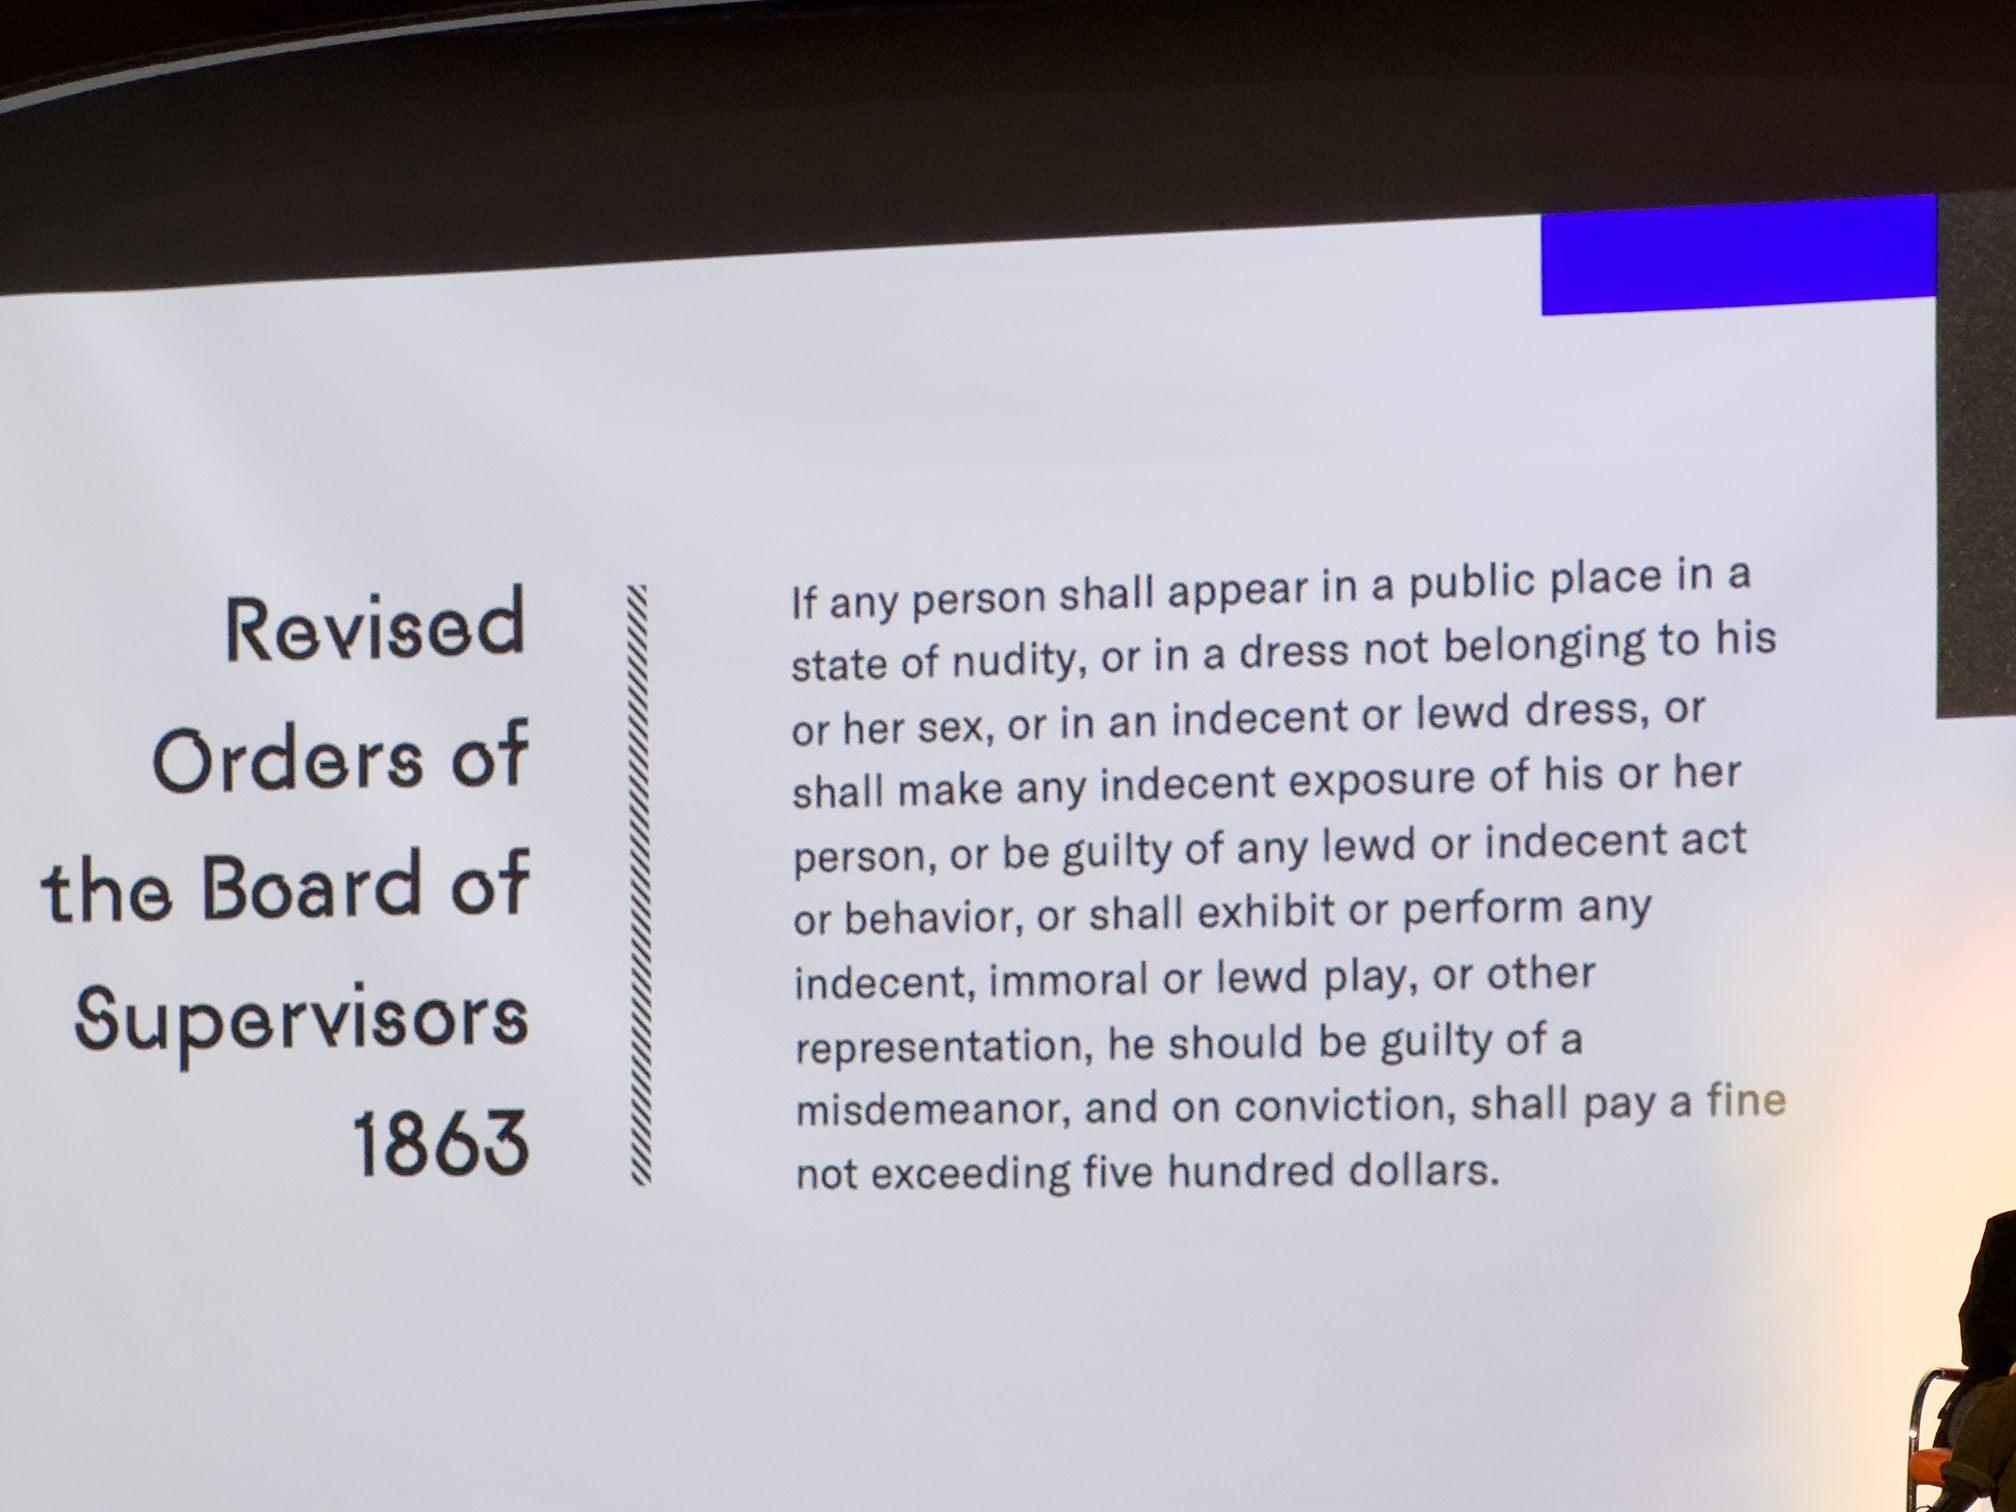 Revised
Orders of
the Board of
Supervisors
1863
If any person shall appear in a public place in a
state of nudity, or in a dress not belonging to his
or her sex, or in an indecent or lewd dress, or
shall make any indecent exposure of his or her
person, or be guilty of any lewd or indecent act
or behavior, or shall exhibit or perform any
indecent, immoral or lewd play, or other
representation, he should be guilty of a
misdemeanor, and on conviction, shall pay a fine
not exceeding five hundred dollars.